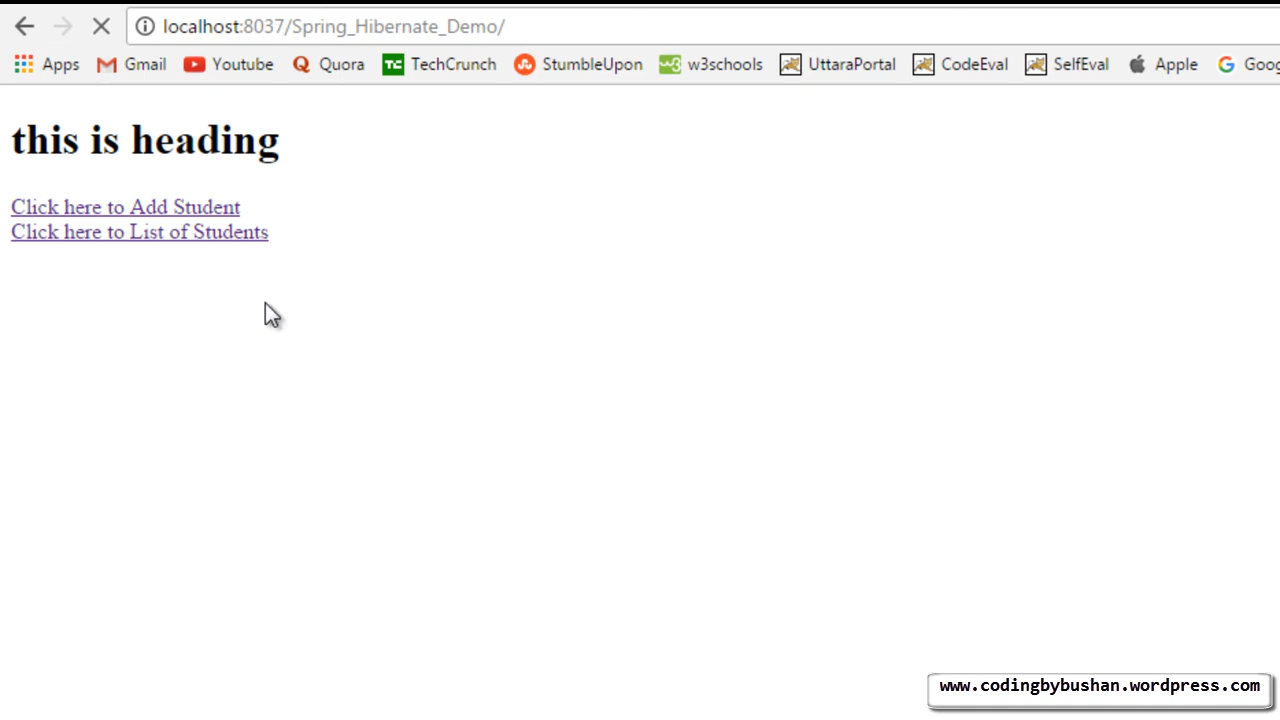 localhost:8037/Spring_Hibernate_Demo/
Apps Gmail Youtube Quora TechCrunch StumbleUpon w3schools UttaraPortal CodeEval SelfEval Apple Goog
this is heading
Click here to Add Student
Click here to List of Students
www.codingbybushan.wordpress.com